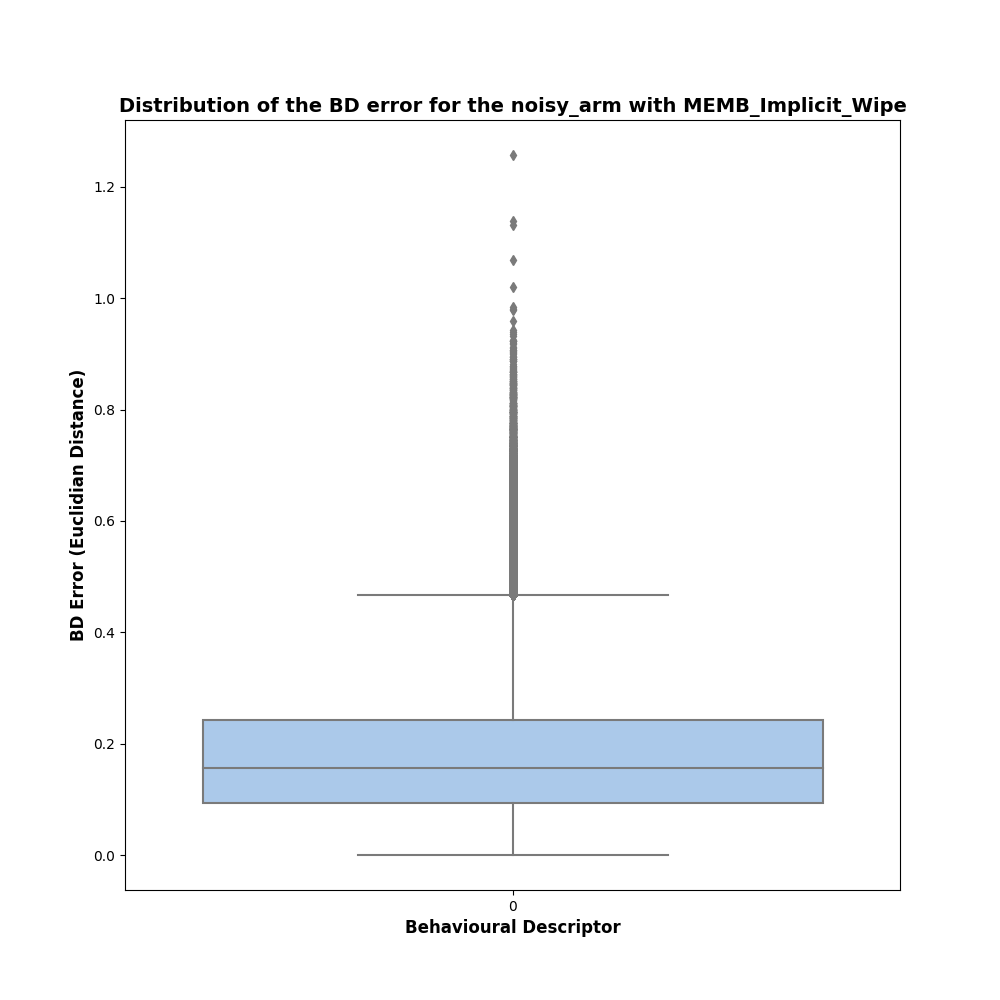 Distribution of the BD error for the noisy_arm with MEMB_Implicit_Wipe
BD Error (Euclidian Distance)
1.2
1.0
0.8
0.6
0.4
0.2
0.0
0
Behavioural Descriptor